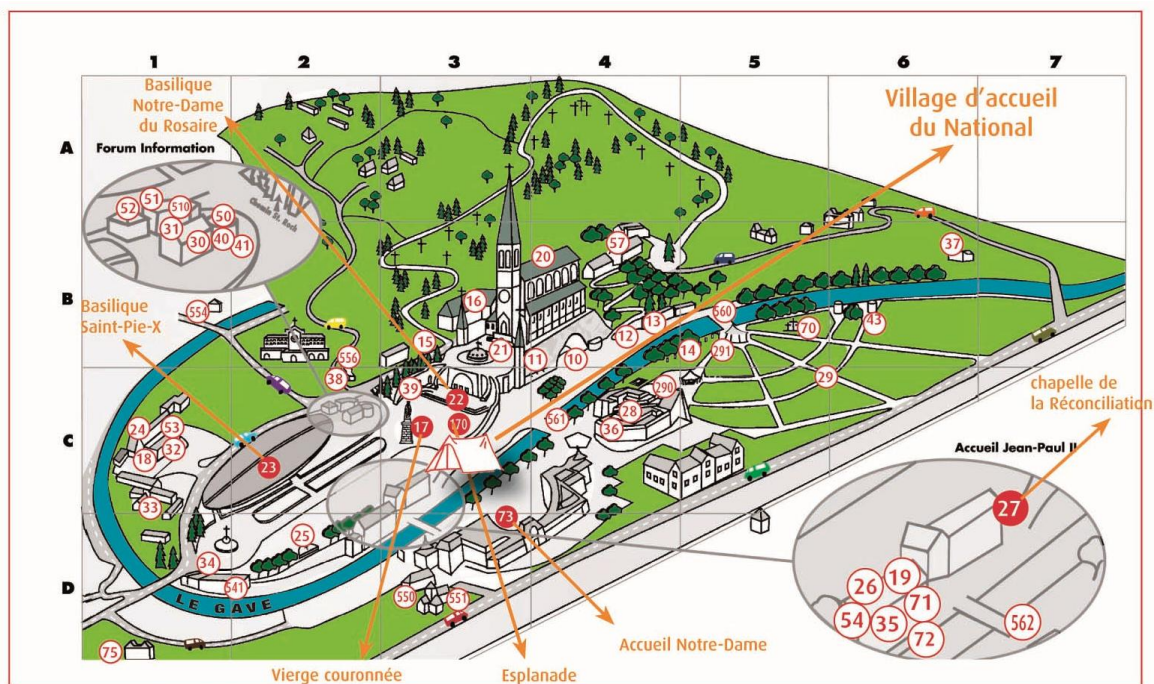 1 2 3 4 5 6 7
Basilique
Notre-Dame
du Rosaire
Village d'accueil
du National
A
Forum Information
52 51 510 50
31 30 40 41
Chemin St. Roch
57
37
20
B
16
Basilique
Saint-Pie-X
554
556
15
21
11
10
12
13
560
14
291
70
43
38
39
22
290
29
chapelle de
la Réconciliation
C
24
53
18
32
23
17
170
561
28
36
Accueil Jean-Paul II
33
73
27
25
34
541
D
LE GAVE
550
551
26 19
54 35 71
72
562
75
Accueil Notre-Dame
Vierge couronnée
Esplanade